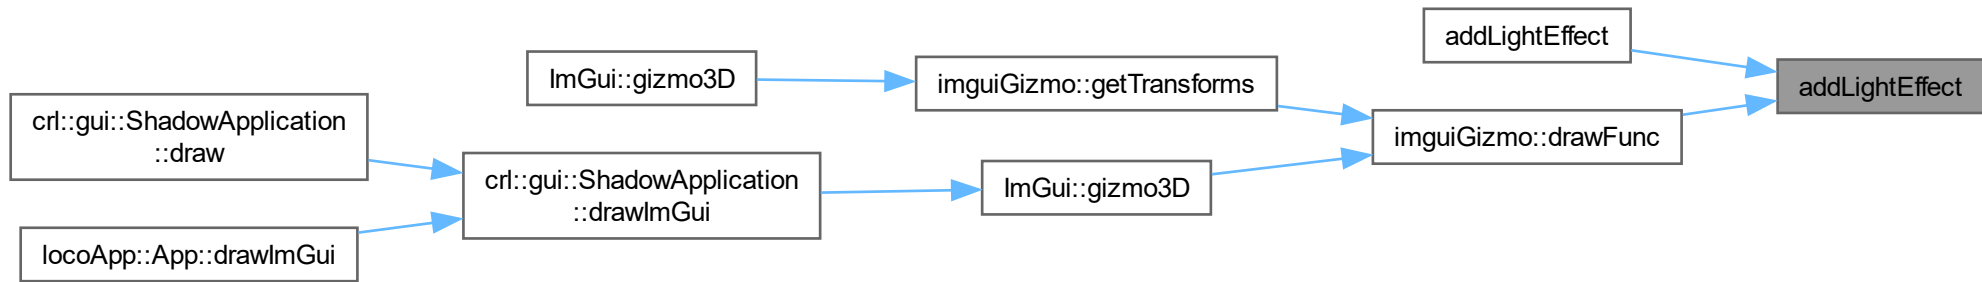 addLightEffect
ImGui::gizmo3D
imguiGizmo::getTransforms
addLightEffect
crl::gui::ShadowApplication
::draw
imguiGizmo::drawFunc
crl::gui::ShadowApplication
::drawImGui
ImGui::gizmo3D
locoApp::App::drawImGui